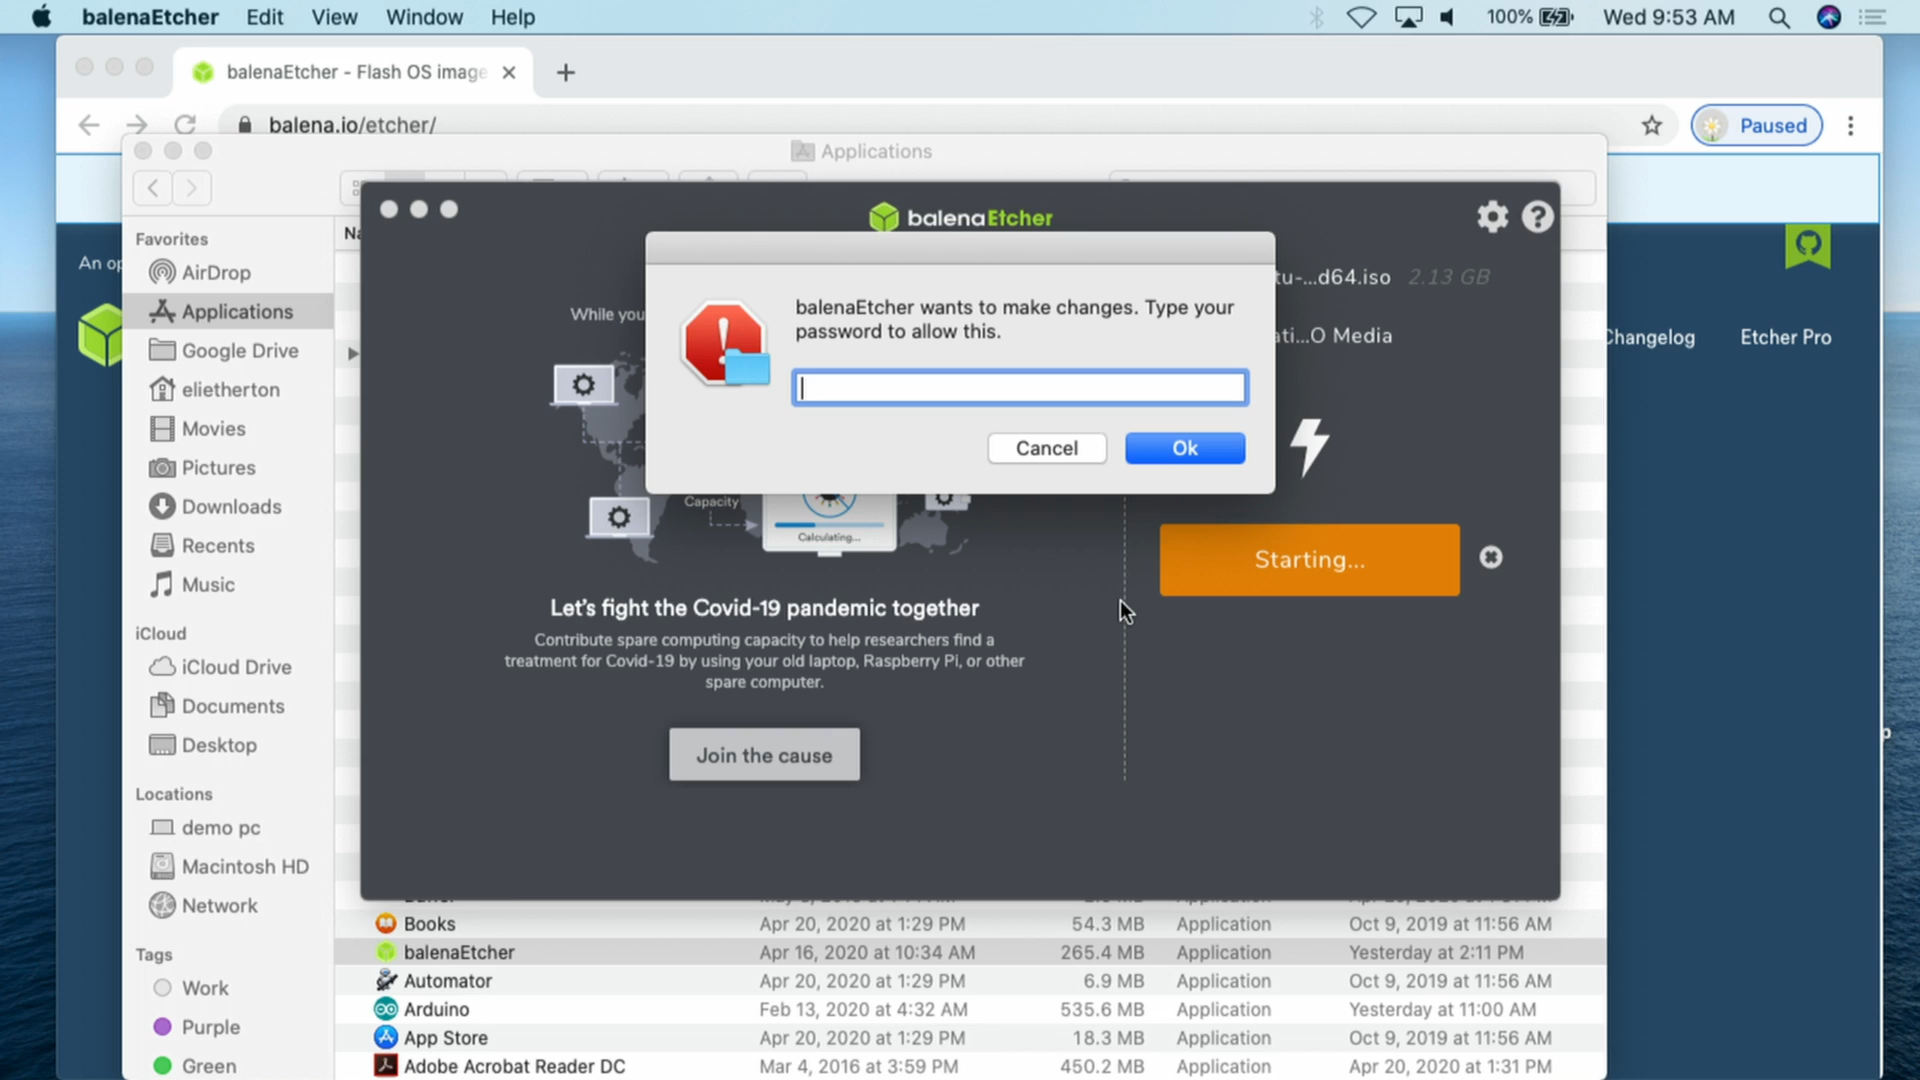 balenaEtcher Edit View Window Help
100% Wed 9:53 AM
balenaEtcher - Flash OS image
balena.io/etcher/
Paused
Applications
Favorites
AirDrop
Applications
Google Drive
elietherton
Movies
Pictures
Downloads
Recents
Music
iCloud
iCloud Drive
Documents
Desktop
Locations
demo pc
Macintosh HD
Network
Tags
Work
Purple
Green
An op
Na
balenaEtcher
While you
tu-...d64.iso 2.13 GB
ati...O Media
balenaEtcher wants to make changes. Type your
password to allow this.
Cancel Ok
Capacity
Calculating...
Starting...
Let's fight the Covid-19 pandemic together
Contribute spare computing capacity to help researchers find a
treatment for Covid-19 by using your old laptop, Raspberry Pi, or other
spare computer.
Join the cause
Changelog Etcher Pro
Books Apr 20, 2020 at 1:29 PM 54.3 MB Application Oct 9, 2019 at 11:56 AM
balenaEtcher Apr 16, 2020 at 10:34 AM 265.4 MB Application Yesterday at 2:11 PM
Automator Apr 20, 2020 at 1:29 PM 6.9 MB Application Oct 9, 2019 at 11:56 AM
Arduino Feb 13, 2020 at 4:32 AM 535.6 MB Application Yesterday at 11:00 AM
App Store Apr 20, 2020 at 1:29 PM 18.3 MB Application Oct 9, 2019 at 11:56 AM
Adobe Acrobat Reader DC Mar 4, 2016 at 3:59 PM 450.2 MB Application Apr 20, 2020 at 1:31 PM